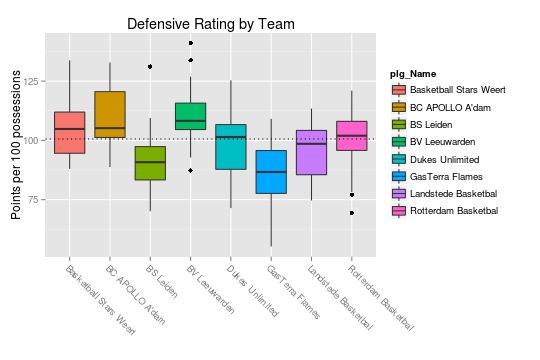 Defensive Rating by Team
Points per 100 possessions
125
100
75
Basketball Stars Weert
BC APOLLO A'dam
BS Leiden
BV Leeuwarden
Dukes Unlimited
GasTerra Flames
Landstede Basketbal
Rotterdam Basketbal
plg_Name
Basketball Stars Weert
BC APOLLO A'dam
BS Leiden
BV Leeuwarden
Dukes Unlimited
GasTerra Flames
Landstede Basketbal
Rotterdam Basketbal